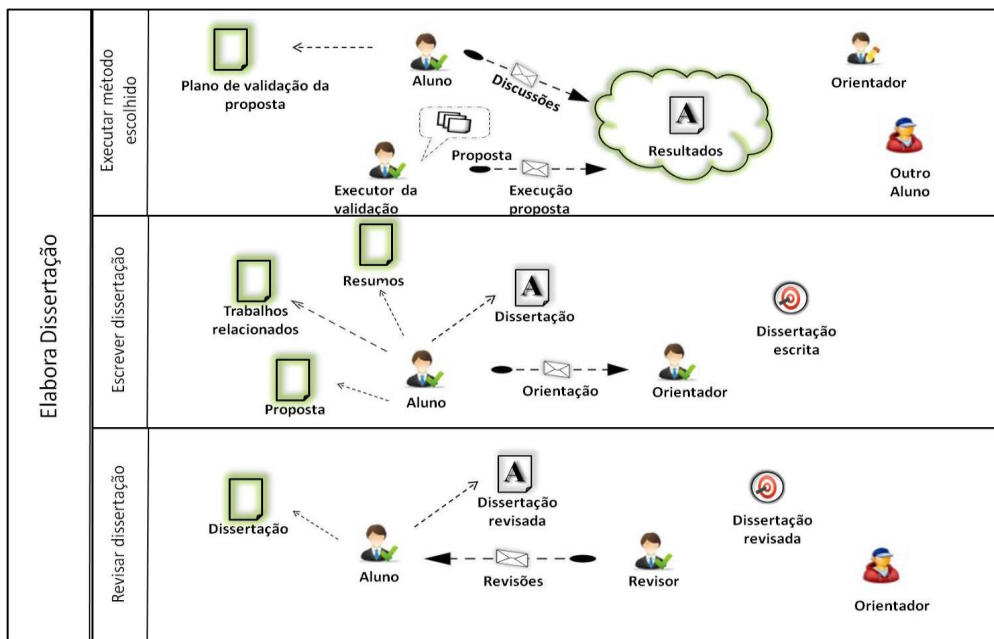 Elabora Dissertação
Executar método
escolhido
Plano de validação da
proposta
Aluno
Discussões
A
Resultados
Orientador
Executor da
validação
Proposta
Execução
proposta
Outro
Aluno
Escrever dissertação
Resumos
Trabalhos
relacionados
A
Dissertação
Dissertação
escrita
Proposta
Aluno
Orientação
Orientador
Revisar dissertação
Dissertação
A
Dissertação
revisada
Dissertação
revisada
Aluno
Revisões
Revisor
Orientador